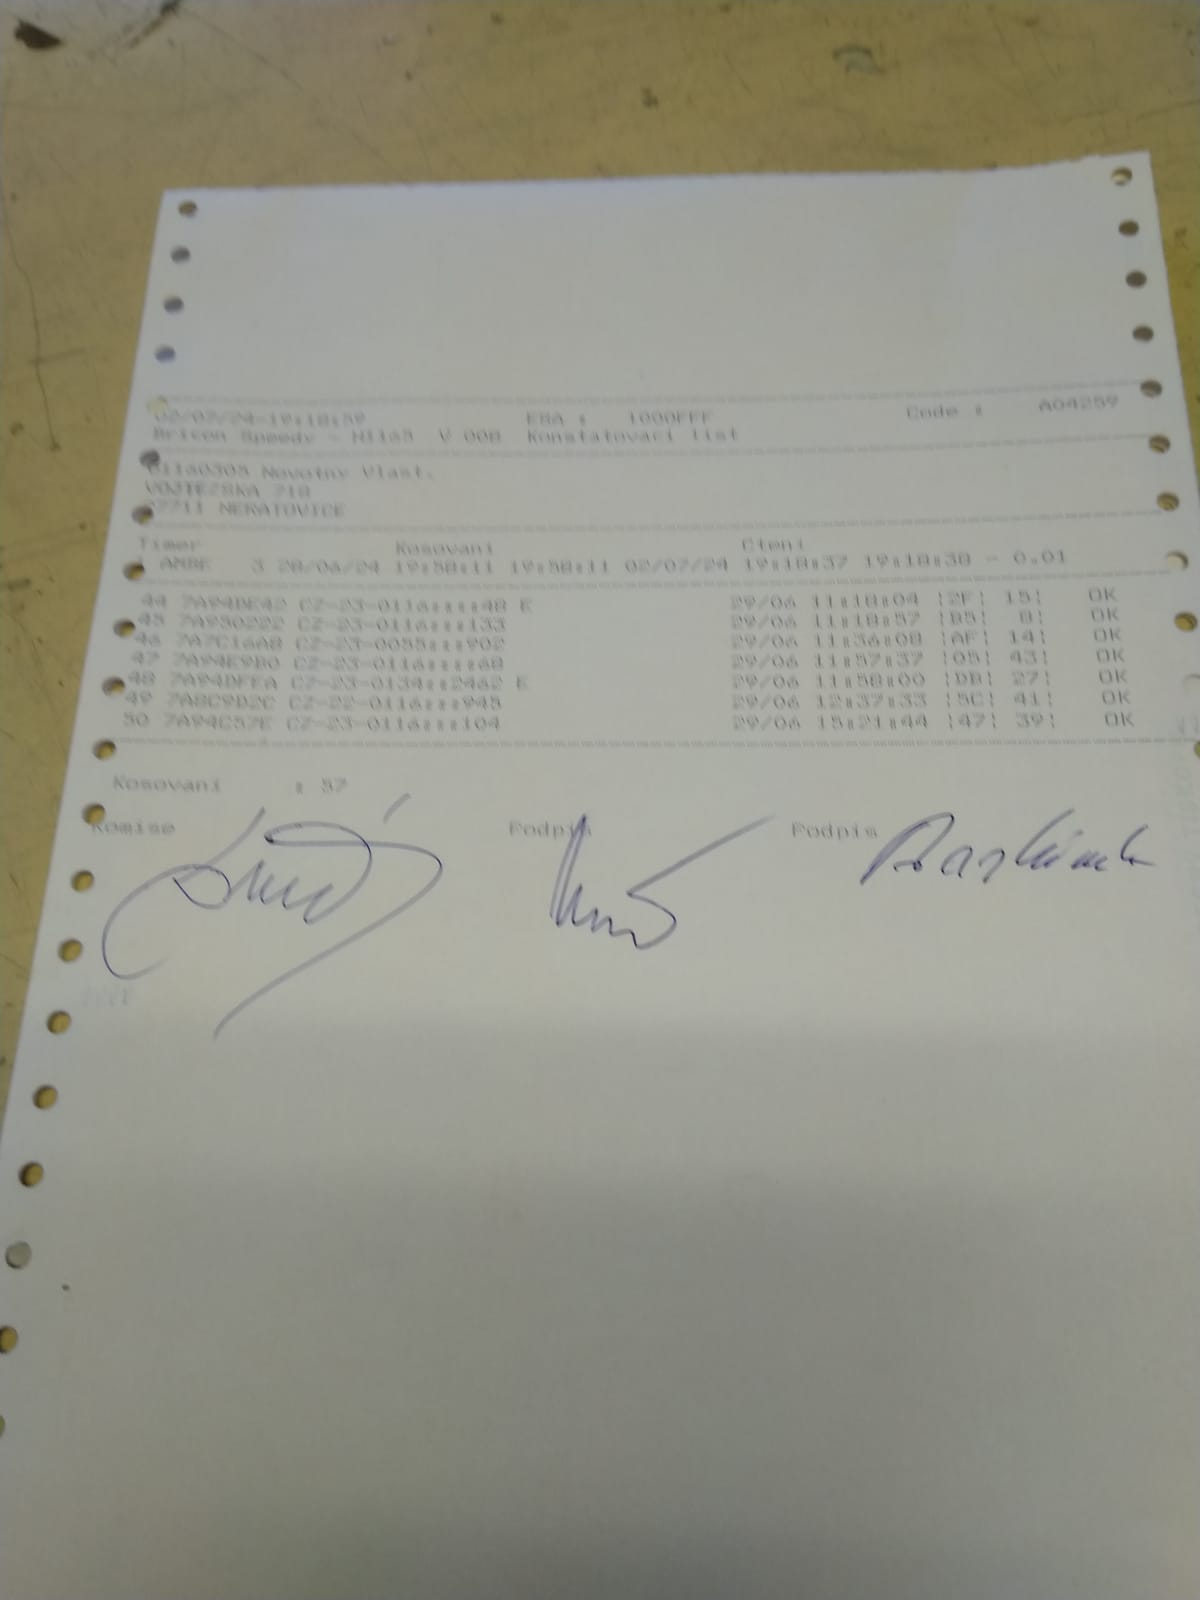 02/07/24-19:18:59 EBA : 1000FFF Code : A04259
Bricon Speedy - H1165 V 008 Konstatovaci list
Novotny Vlast.
VOJTEZSKA 718
27711 NERATOVICE
Timer Kosovani Cteni
AMBE 3 28/06/24 19:58:11 19:58:11 02/07/24 19:18:37 19:18:38 - 0.01
44 7A94DE42 CZ-23-0116:::::48 E 29/06 11:18:04 |2F| 15| OK
45 7A950222 CZ-23-0116::::133 29/06 11:18:57 |B5| 8| OK
46 7A7C16A8 CZ-23-0055:::902 29/06 11:36:08 |AF| 14| OK
47 7A94E9B0 CZ-23-0116:::::68 29/06 11:57:37 |05| 43| OK
48 7A94DFEA CZ-23-0134::2462 E 29/06 11:58:00 |DB| 27| OK
49 7A8C9D2C CZ-22-0116:::945 29/06 12:37:33 |5C| 41| OK
50 7A94C57E CZ-23-0116:::104 29/06 15:21:44 |47| 39| OK
Kosovani : 57
Komise Podpis Podpis